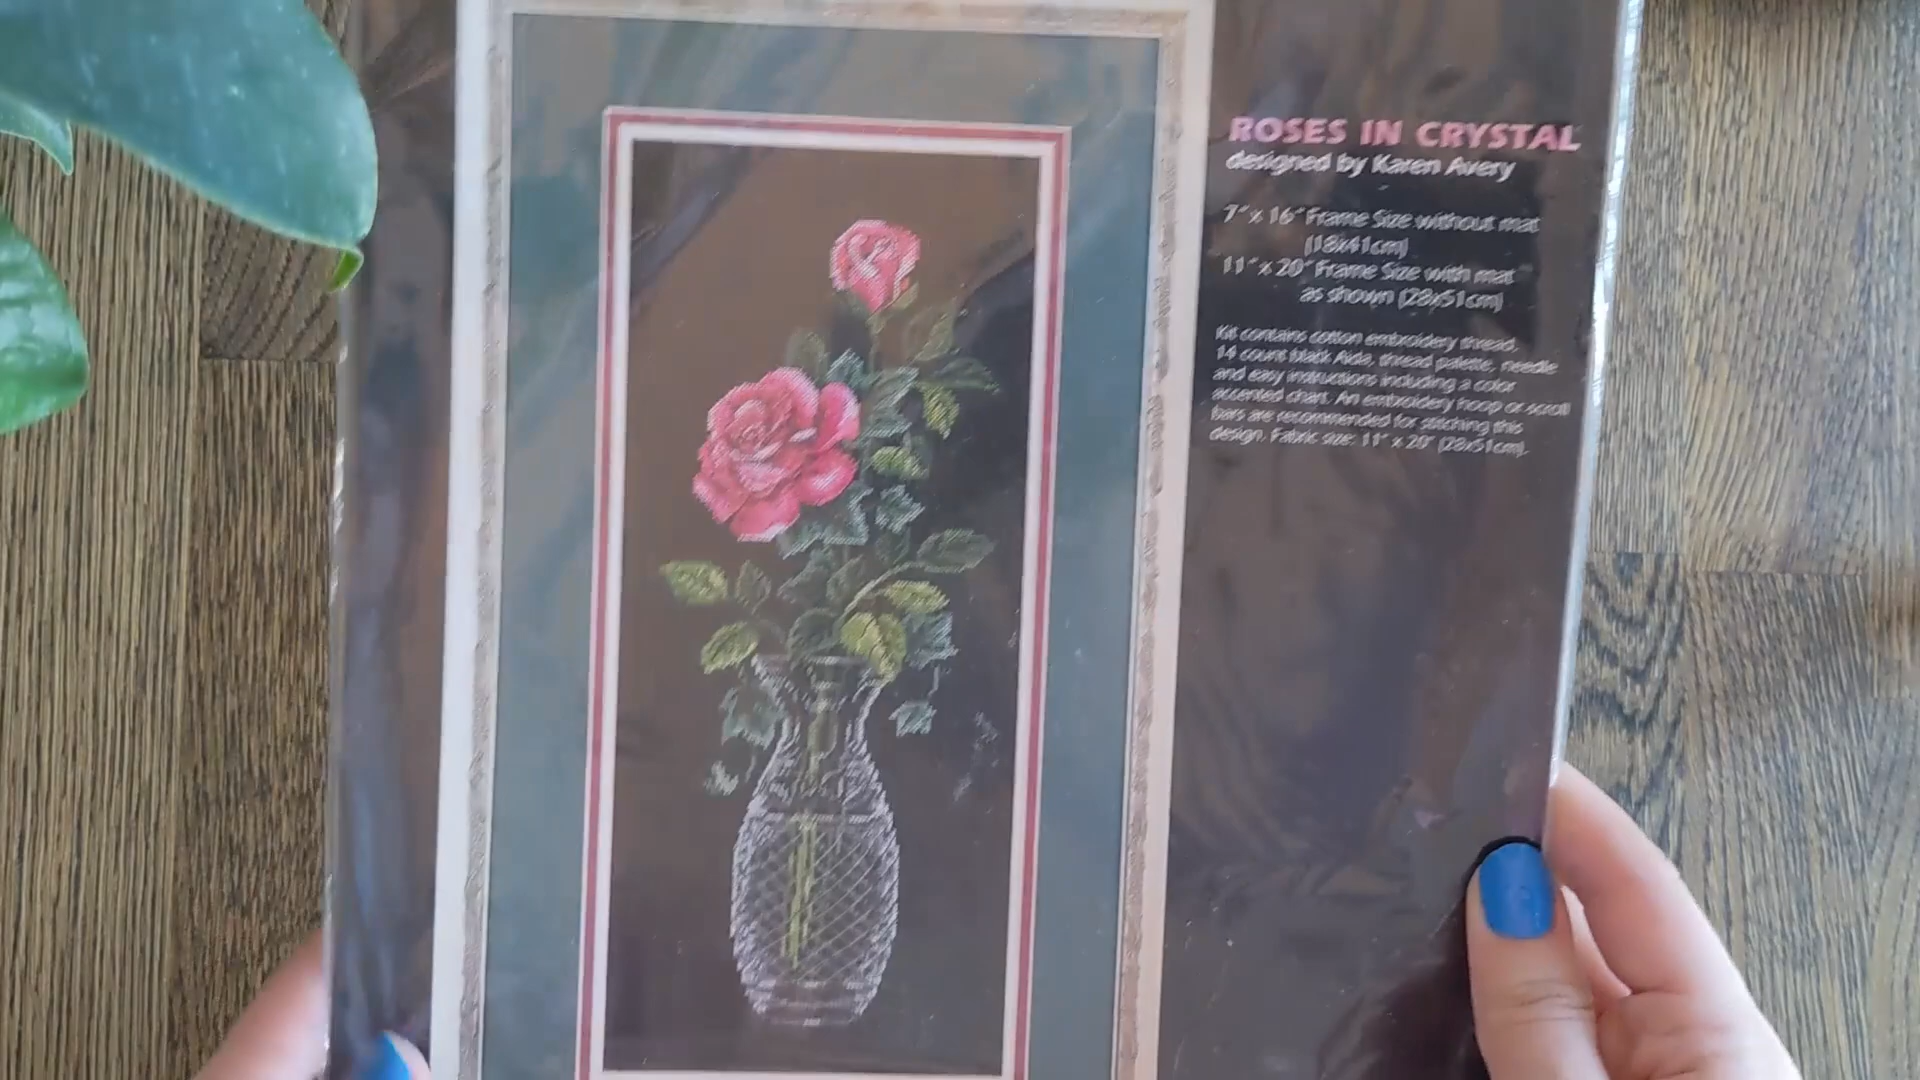 ROSES IN CRYSTAL
designed by Karen Avery
7" x 16" Frame Size without mat
(18x41cm)
11" x 20" Frame Size with mat
as shown (28x51cm)
Kit contains cotton embroidery thread,
14 count black Aida, thread palette, needle
and easy instructions including a color
accented chart. An embroidery hoop or scroll
bars are recommended for stitching this
design. Fabric size: 11" x 20" (28x51cm).